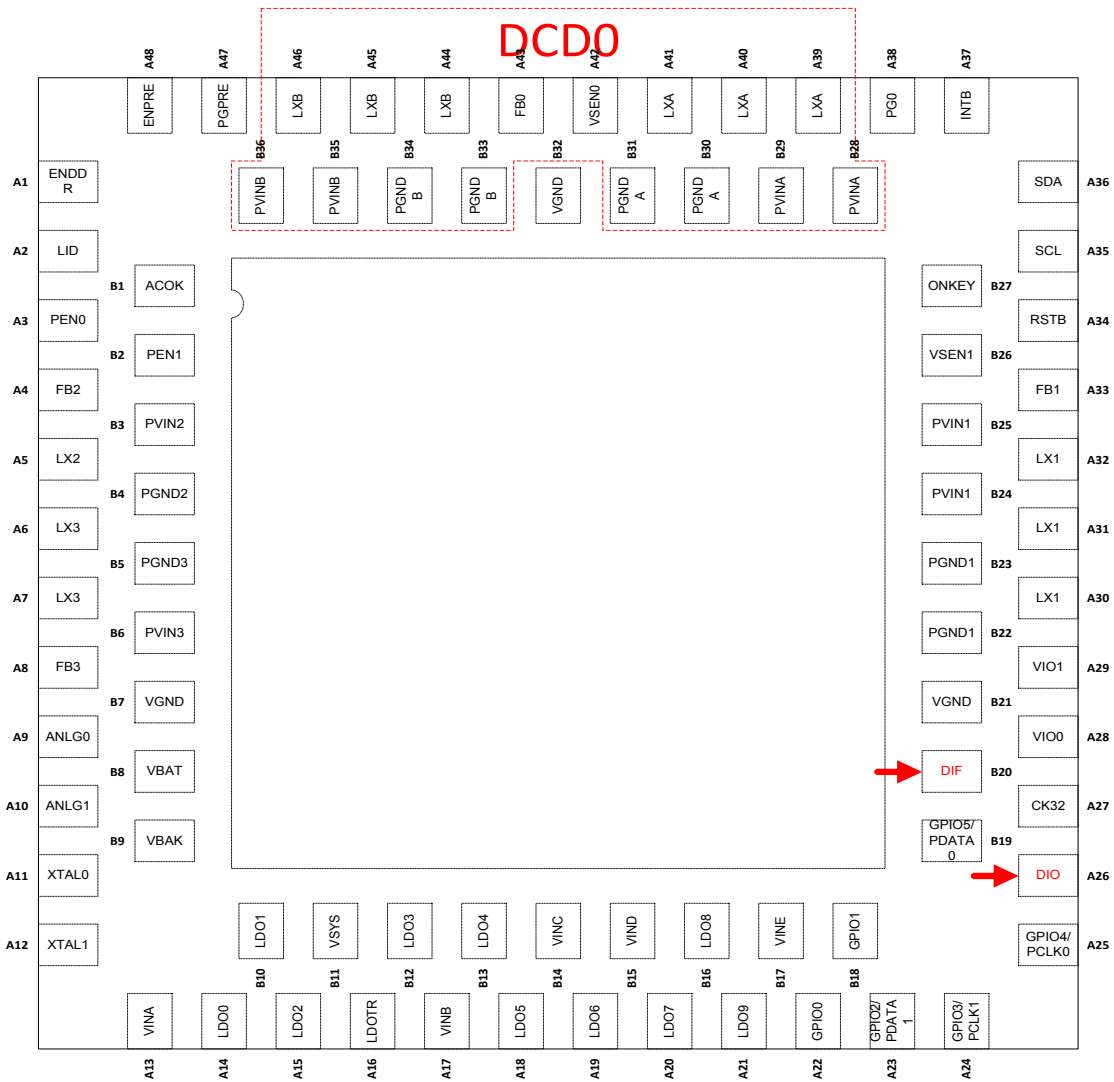 DCD0
A48
A47
A46
A45
A44
A43
A42
A41
A40
A39
A38
A37
ENPRE
PGPRE
LXB
LXB
LXB
FB0
VSEN0
LXA
LXA
LXA
PG0
INTB
B36
B35
B34
B33
B32
B31
B30
B29
B28
PVINB
PVINB
PGND
B
PGND
B
VGND
PGND
A
PGND
A
PVINA
PVINA
A1
ENDD
R
A2
LID
B1
ACOK
A3
PEN0
B2
PEN1
A4
FB2
B3
PVIN2
A5
LX2
B4
PGND2
A6
LX3
B5
PGND3
A7
LX3
B6
PVIN3
A8
FB3
B7
VGND
A9
ANLG0
B8
VBAT
A10
ANLG1
B9
VBAK
A11
XTAL0
A12
XTAL1
SDA
A36
SCL
A35
ONKEY
B27
RSTB
A34
VSEN1
B26
FB1
A33
PVIN1
B25
LX1
A32
PVIN1
B24
LX1
A31
PGND1
B23
LX1
A30
PGND1
B22
VIO1
A29
VGND
B21
VIO0
A28
DIF
B20
CK32
A27
GPIO5/
PDATA
0
B19
DIO
A26
GPIO4/
PCLK0
A25
LDO1
VSYS
LDO3
LDO4
VINC
VIND
LDO8
VINE
GPIO1
B10
B11
B12
B13
B14
B15
B16
B17
B18
VINA
LDO0
LDO2
LDOTR
VINB
LDO5
LDO6
LDO7
LDO9
GPIO0
GPIO2/
PDATA
1
GPIO3/
PCLK1
A13
A14
A15
A16
A17
A18
A19
A20
A21
A22
A23
A24